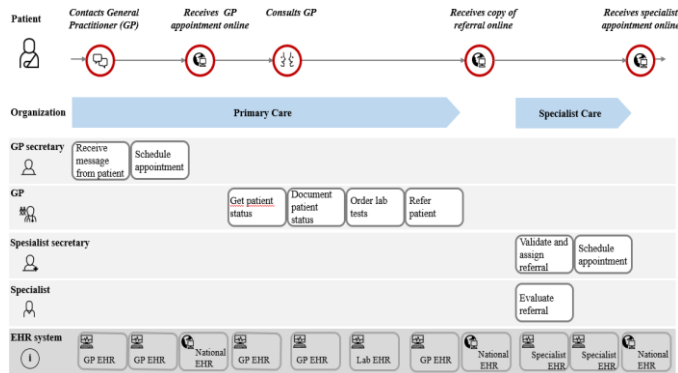 Patient
Contacts General
Practitioner (GP)
Receives GP
appointment online
Consults GP
Receives copy of
referral online
Receives specialist
appointment online
Organization
Primary Care
Specialist Care
GP secretary
Receive
message
from patient
Schedule
appointment
GP
Get patient
status
Document
patient
status
Order lab
tests
Refer
patient
Spesialist secretary
Validate and
assign
referral
Schedule
appointment
Specialist
Evaluate
referral
EHR system
i
GP EHR
GP EHR
National
EHR
GP EHR
GP EHR
Lab EHR
GP EHR
National
EHR
Specialist
EHR
Specialist
EHR
National
EHR